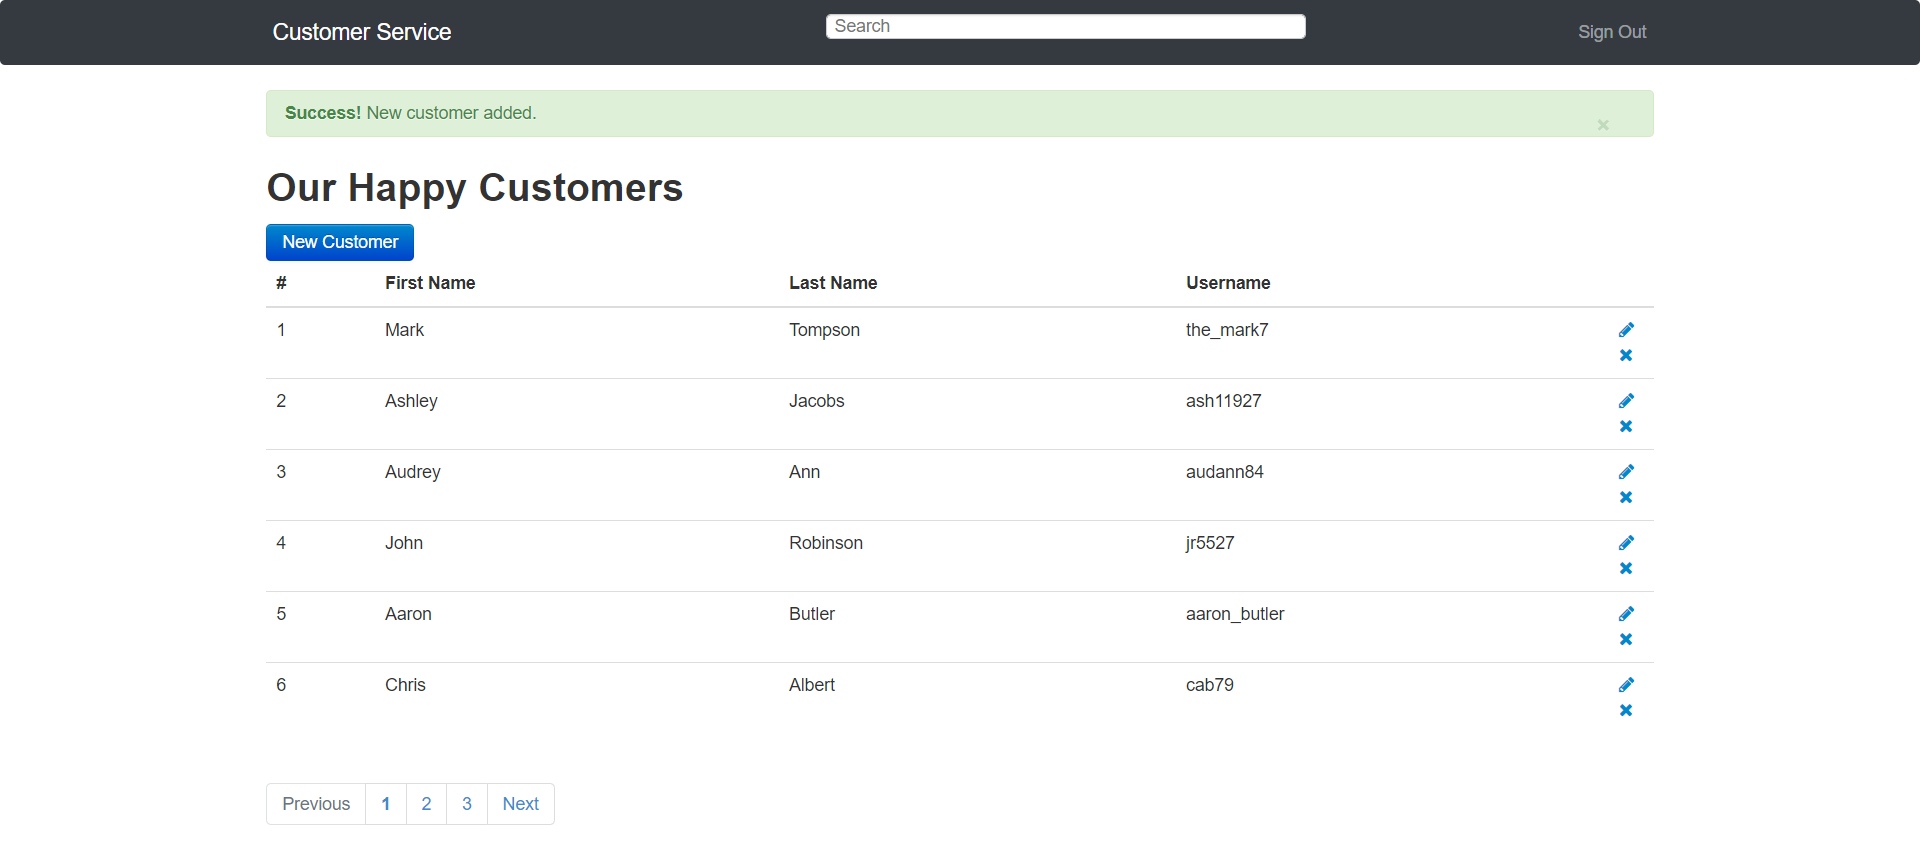 Customer Service Search Sign Out
Success! New customer added. ×
Our Happy Customers
New Customer
# First Name Last Name Username
1 Mark Tompson the_mark7
2 Ashley Jacobs ash11927
3 Audrey Ann audann84
4 John Robinson jr5527
5 Aaron Butler aaron_butler
6 Chris Albert cab79
Previous 1 2 3 Next